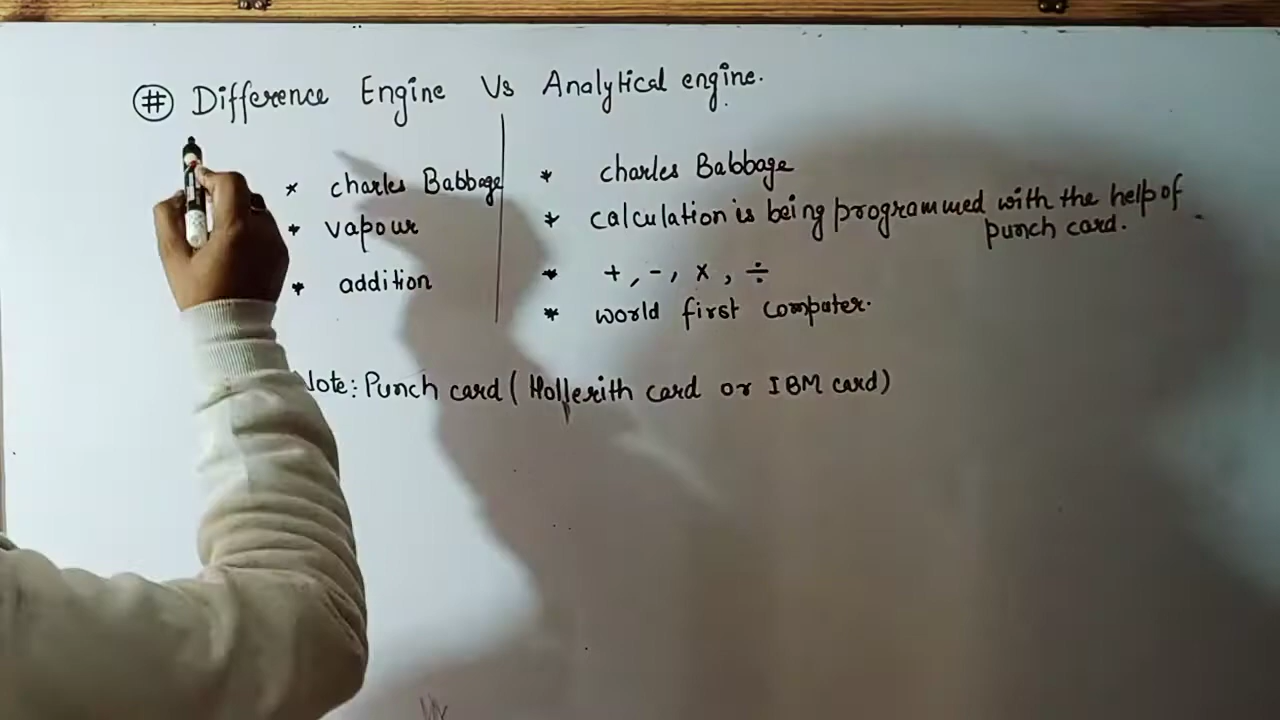 # Difference Engine Vs Analytical engine.
* charles Babbage
* vapour
* addition
* charles Babbage
* calculation is being programmed with the help of
punch card.
* +, -, ×, ÷
* world first computer.
Note: Punch card ( Hollerith card or IBM card)